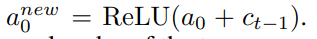 a_0^{new} = ReLU(a_0 + c_{t−1}).